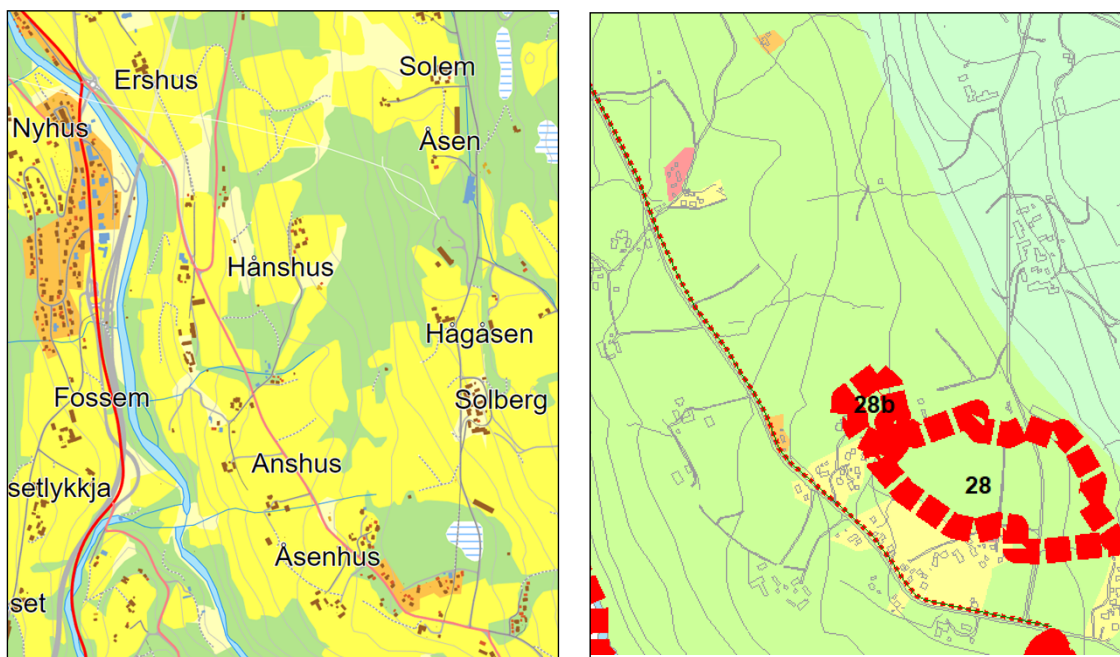 Solem
Ershus
Nyhus
Åsen
Hånshus
Hågåsen
Fossem
Solberg
Anshus
setlykkja
Åsenhus
set
28b
28